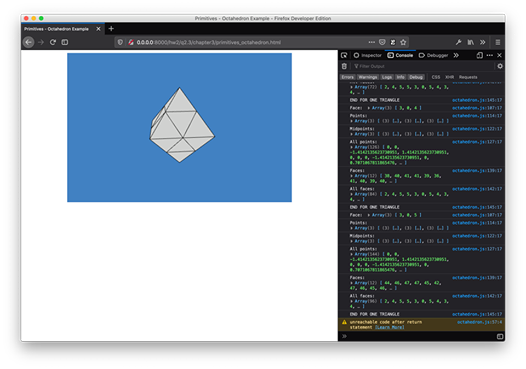 Primitives - Octahedron Example - Firefox Developer Edition
Primitives - Octahedron Example
0.0.0.0:8000/hw2/q2.3/chapter3/primitives_octahedron.html
Inspector Console Debugger
Filter Output
Errors Warnings Logs Info Debug CSS XHR Requests
Array(72) [ 2, 4, 5, 5, 3, 0, 5, 4, 3,
4, … ]
END FOR ONE TRIANGLE octahedron.js:145:17
Face: Array(3) [ 3, 0, 4 ] octahedron.js:107:17
Points: octahedron.js:114:17
Array(3) [ (3) […], (3) […], (3) […] ]
Midpoints: octahedron.js:122:17
Array(3) [ (3) […], (3) […], (3) […] ]
All points: octahedron.js:127:17
Array(126) [ 0, 0,
-1.4142135623730951, 1.4142135623730951,
0, 0, 0, -1.4142135623730951, 0,
0.7071067811865476, … ]
Faces: octahedron.js:139:17
Array(12) [ 38, 40, 41, 41, 39, 36,
41, 40, 39, 40, … ]
All faces: octahedron.js:142:17
Array(84) [ 2, 4, 5, 5, 3, 0, 5, 4, 3,
4, … ]
END FOR ONE TRIANGLE octahedron.js:145:17
Face: Array(3) [ 3, 0, 5 ] octahedron.js:107:17
Points: octahedron.js:114:17
Array(3) [ (3) […], (3) […], (3) […] ]
Midpoints: octahedron.js:122:17
Array(3) [ (3) […], (3) […], (3) […] ]
All points: octahedron.js:127:17
Array(144) [ 0, 0,
-1.4142135623730951, 1.4142135623730951,
0, 0, 0, -1.4142135623730951, 0,
0.7071067811865476, … ]
Faces: octahedron.js:139:17
Array(12) [ 44, 46, 47, 47, 45, 42,
47, 46, 45, 46, … ]
All faces: octahedron.js:142:17
Array(96) [ 2, 4, 5, 5, 3, 0, 5, 4, 3,
4, … ]
END FOR ONE TRIANGLE octahedron.js:145:17
unreachable code after return octahedron.js:57:4
statement [Learn More]